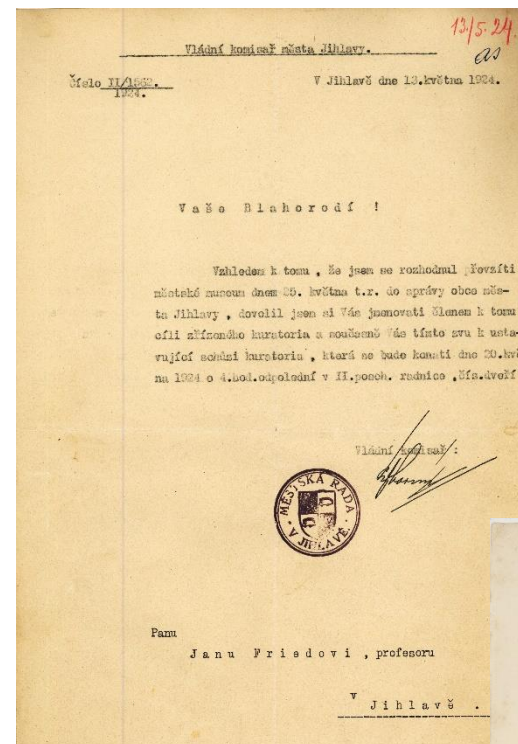 13/5.24.
Vládní komisař města Jihlavy.
Číslo II/1562.
1924.
V Jihlavě dne 13.května 1924.
Vaše Blahorodí !
Vzhledem k tomu , že jsem se rozhodnul převzíti
městské museum dnem 25. května t.r. do správy obce měs-
ta Jihlavy , dovolil jsem si Vás jmenovati členem k tomu
cíli zřízeného kuratoria a současně Vás tímto zvu k usta-
vující schůzi kuratoria , která se bude konati dne 20.kvě
na 1924 o 4.hod.odpolední v II.posch. radnice ,čís.dveří
Vládní komisař :
MĚSTSKÁ RADA
V JIHLAVĚ.
Panu
Janu Friedovi , profesoru
v
Jihlavě .